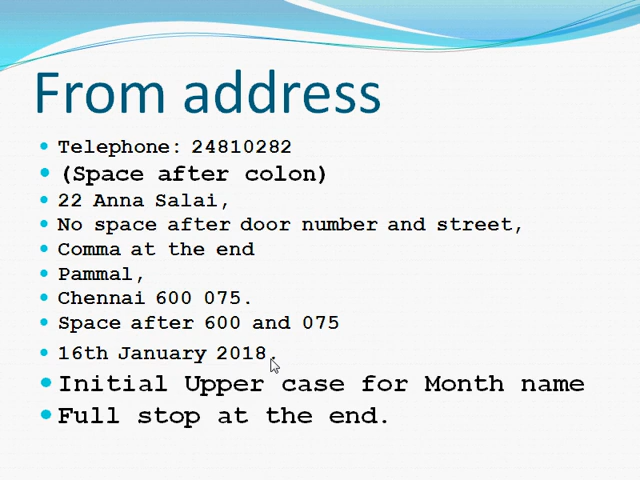 From address
Telephone: 24810282
(Space after colon)
22 Anna Salai,
No space after door number and street,
Comma at the end
Pammal,
Chennai 600 075.
Space after 600 and 075
16th January 2018.
Initial Upper case for Month name
Full stop at the end.